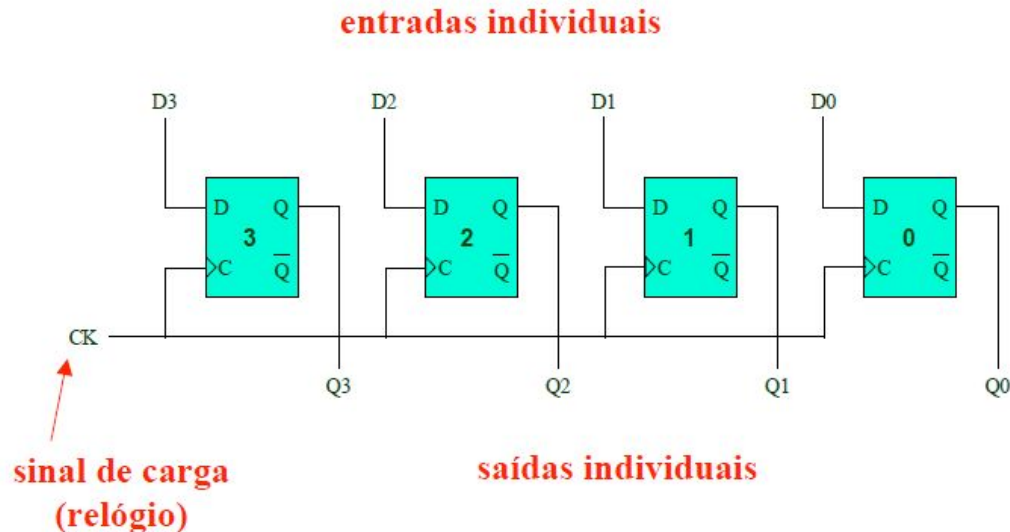 entradas individuais
D3 D2 D1 D0
D Q D Q D Q D Q
3 2 1 0
C Q̅ C Q̅ C Q̅ C Q̅
CK
Q3 Q2 Q1 Q0
sinal de carga
(relógio)
saídas individuais